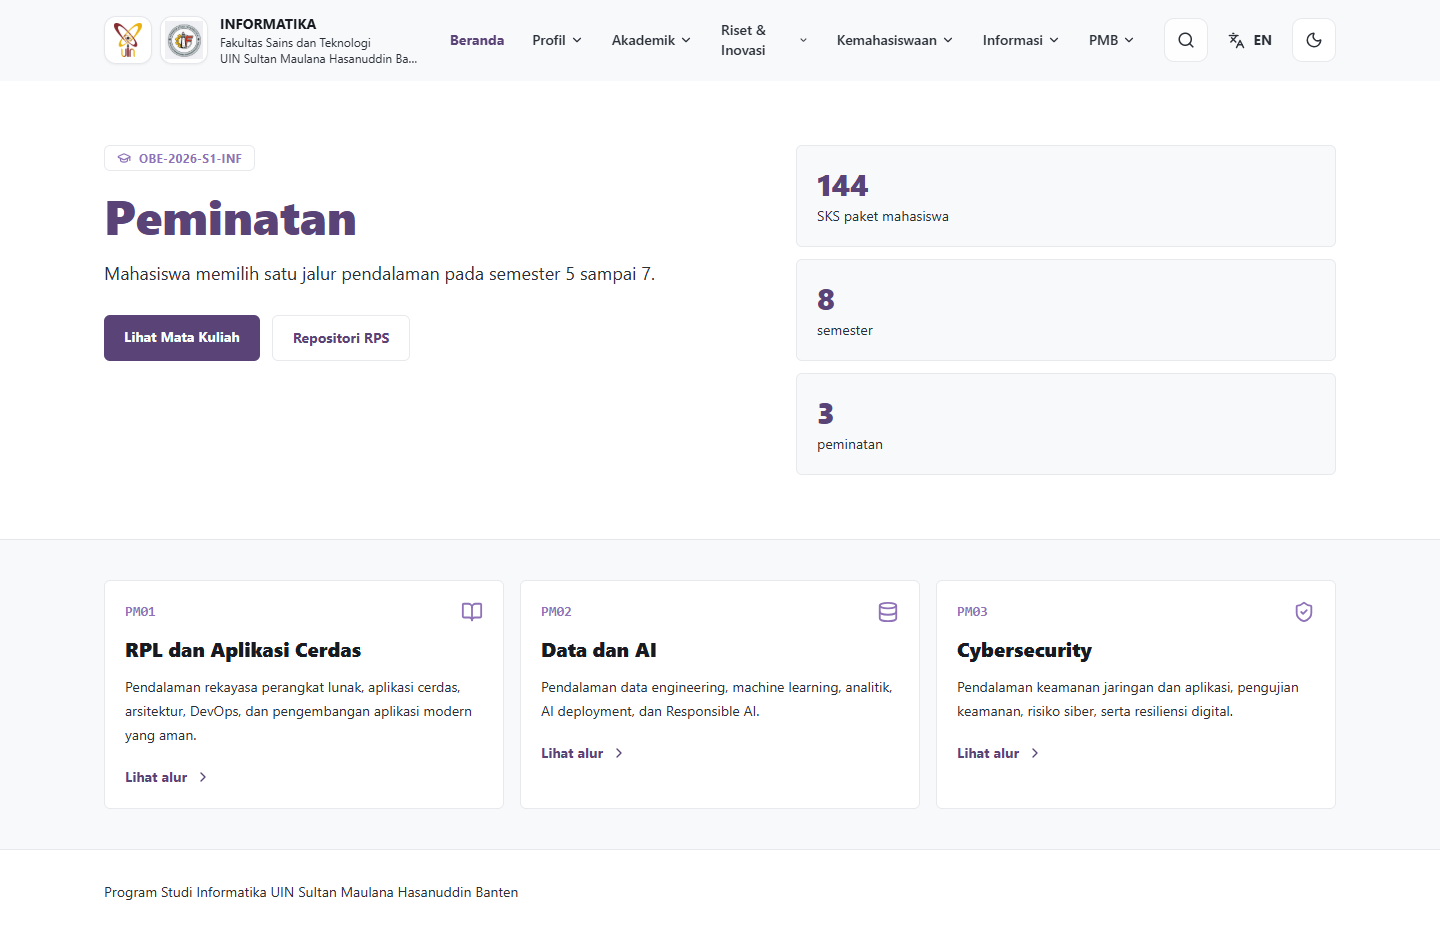 INFORMATIKA
Fakultas Sains dan Teknologi
UIN Sultan Maulana Hasanuddin Ba...
Beranda
Profil
Akademik
Riset &
Inovasi
Kemahasiswaan
Informasi
PMB
EN
OBE-2026-S1-INF
Peminatan
Mahasiswa memilih satu jalur pendalaman pada semester 5 sampai 7.
Lihat Mata Kuliah
Repositori RPS
144
SKS paket mahasiswa
8
semester
3
peminatan
PM01
RPL dan Aplikasi Cerdas
Pendalaman rekayasa perangkat lunak, aplikasi cerdas,
arsitektur, DevOps, dan pengembangan aplikasi modern
yang aman.
Lihat alur
PM02
Data dan AI
Pendalaman data engineering, machine learning, analitik,
AI deployment, dan Responsible AI.
Lihat alur
PM03
Cybersecurity
Pendalaman keamanan jaringan dan aplikasi, pengujian
keamanan, risiko siber, serta resiliensi digital.
Lihat alur
Program Studi Informatika UIN Sultan Maulana Hasanuddin Banten